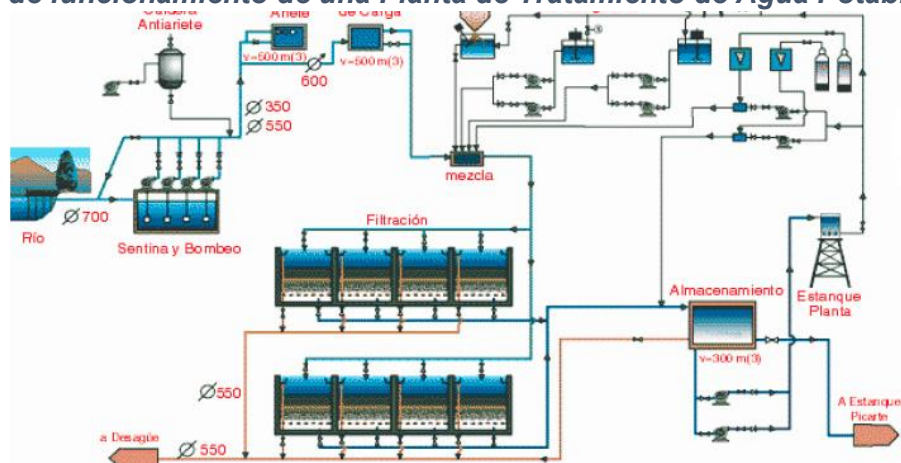 de funcionamiento de una Planta de Tratamiento de Agua Potabl
Antiariete
Ariete
de Carga
v=500 m(3)
v=500 m(3)
Ø 600
Ø 350
Ø 550
mezcla
Río
Ø 700
Sentina y Bombeo
Filtración
Almacenamiento
v=300 m(3)
Estanque
Planta
Ø 550
a Desagüe
Ø 550
A Estanque
Picarte